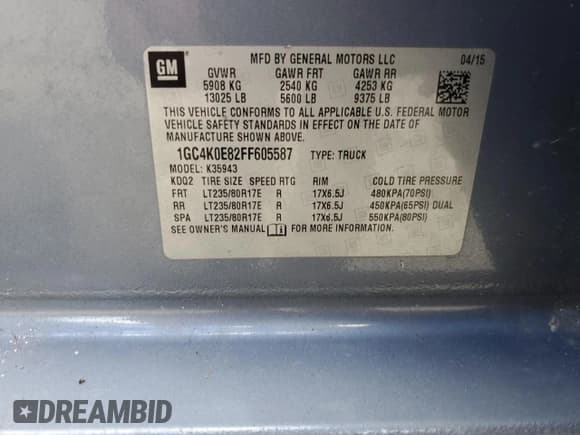 GM MFD BY GENERAL MOTORS LLC 04/15
GVWR GAWR FRT GAWR RR
5908 KG 2540 KG 4253 KG
13025 LB 5600 LB 9375 LB
THIS VEHICLE CONFORMS TO ALL APPLICABLE U.S. FEDERAL MOTOR
VEHICLE SAFETY STANDARDS IN EFFECT ON THE DATE OF
MANUFACTURE SHOWN ABOVE.
1GC4K0E82FF605587 TYPE: TRUCK
MODEL: K35943
KDQ2 TIRE SIZE SPEED RTG RIM COLD TIRE PRESSURE
FRT LT235/80R17E R 17X6.5J 480KPA(70PSI)
RR LT235/80R17E R 17X6.5J 450KPA(65PSI) DUAL
SPA LT235/80R17E R 17X6.5J 550KPA(80PSI)
SEE OWNER'S MANUAL FOR MORE INFORMATION.
DREAMBID